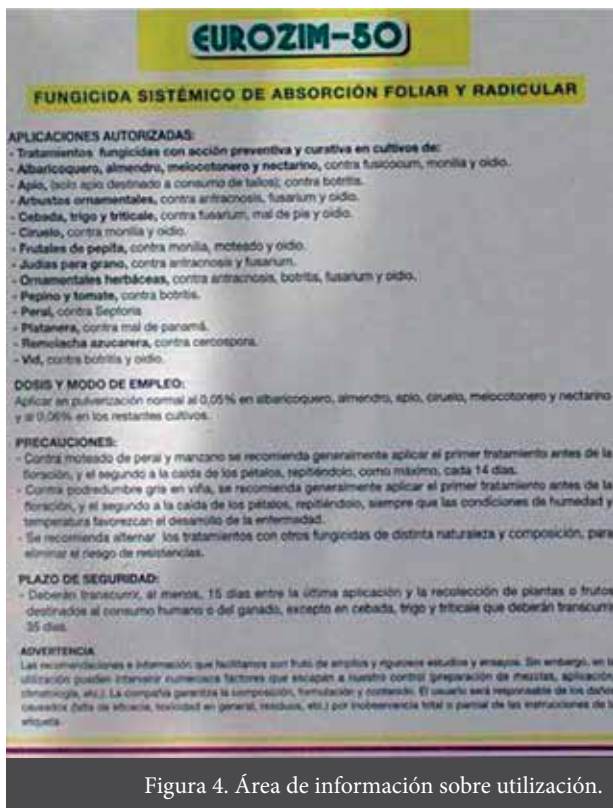 EUROZIM-50
FUNGICIDA SISTÉMICO DE ABSORCIÓN FOLIAR Y RADICULAR
APLICACIONES AUTORIZADAS:
- Tratamientos fungicidas con acción preventiva y curativa en cultivos de:
- Albaricoquero, almendro, melocotonero y nectarino, contra fusicocum, monilia y oidio.
- Apio, (solo apio destinado a consumo de tallos); contra botritis.
- Arbustos ornamentales, contra antracnosis, fusarium y oidio.
- Cebada, trigo y triticale, contra fusarium, mal de pie y oidio.
- Ciruelo, contra monilia y oidio.
- Frutales de pepita, contra monilia, moteado y oidio.
- Judías para grano, contra antracnosis y fusarium.
- Ornamentales herbáceas, contra antracnosis, botritis, fusarium y oidio.
- Pepino y tomate, contra botritis.
- Peral, contra Septoria
- Platanera, contra mal de panamá.
- Remolacha azucarera, contra cercospora.
- Vid, contra botritis y oidio.
DOSIS Y MODO DE EMPLEO:
Aplicar en pulverización normal al 0,05% en albaricoquero, almendro, apio, ciruelo, melocotonero y nectarino
y al 0,06% en los restantes cultivos.
PRECAUCIONES:
- Contra moteado de peral y manzano se recomienda generalmente aplicar el primer tratamiento antes de la
floración, y el segundo a la caída de los pétalos, repitiéndolo, como máximo, cada 14 días.
- Contra podredumbre gris en viña, se recomienda generalmente aplicar el primer tratamiento antes de la
floración, y el segundo a la caída de los pétalos, repitiéndolo, siempre que las condiciones de humedad y
temperatura favorezcan el desarrollo de la enfermedad.
- Se recomienda alternar los tratamientos con otros fungicidas de distinta naturaleza y composición, para
eliminar el riesgo de resistencias.
PLAZO DE SEGURIDAD:
- Deberán transcurrir, al menos, 15 días entre la última aplicación y la recolección de plantas o frutos
destinados al consumo humano o del ganado, excepto en cebada, trigo y triticale que deberán transcurrir
35 días.
ADVERTENCIA
Las recomendaciones e información que facilitamos son fruto de amplios y rigurosos estudios y ensayos. Sin embargo, en la
utilización pueden intervenir numerosos factores que escapan a nuestro control (preparación de mezclas, aplicación,
climatología, etc.). La compañía garantiza la composición, formulación y contenido. El usuario será responsable de los daños
causados (falta de eficacia, toxicidad en general, residuos, etc.) por inobservancia total o parcial de las instrucciones de la
etiqueta.
Figura 4. Área de información sobre utilización.